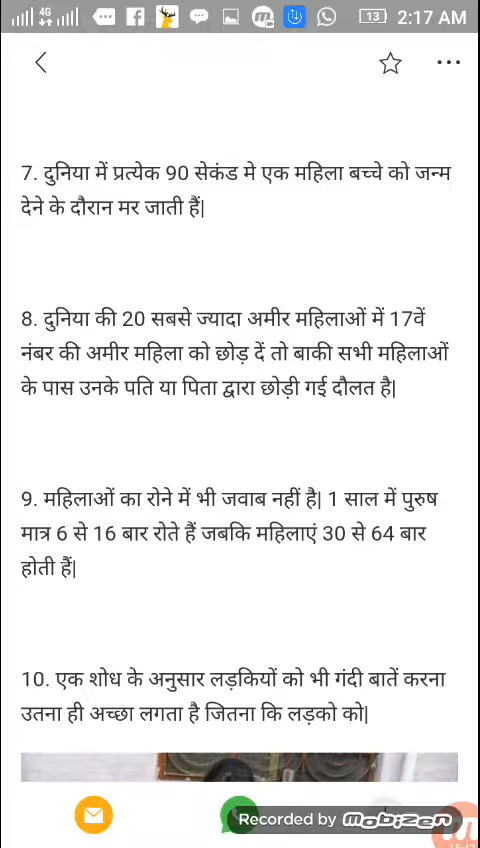 4G
13
2:17 AM
7. दुनिया में प्रत्येक 90 सेकंड मे एक महिला बच्चे को जन्म
देने के दौरान मर जाती हैं|
8. दुनिया की 20 सबसे ज्यादा अमीर महिलाओं में 17वें
नंबर की अमीर महिला को छोड़ दें तो बाकी सभी महिलाओं
के पास उनके पति या पिता द्वारा छोड़ी गई दौलत है|
9. महिलाओं का रोने में भी जवाब नहीं है| 1 साल में पुरुष
मात्र 6 से 16 बार रोते हैं जबकि महिलाएं 30 से 64 बार
होती हैं|
10. एक शोध के अनुसार लड़कियों को भी गंदी बातें करना
उतना ही अच्छा लगता है जितना कि लड़को को|
Recorded by mobizen